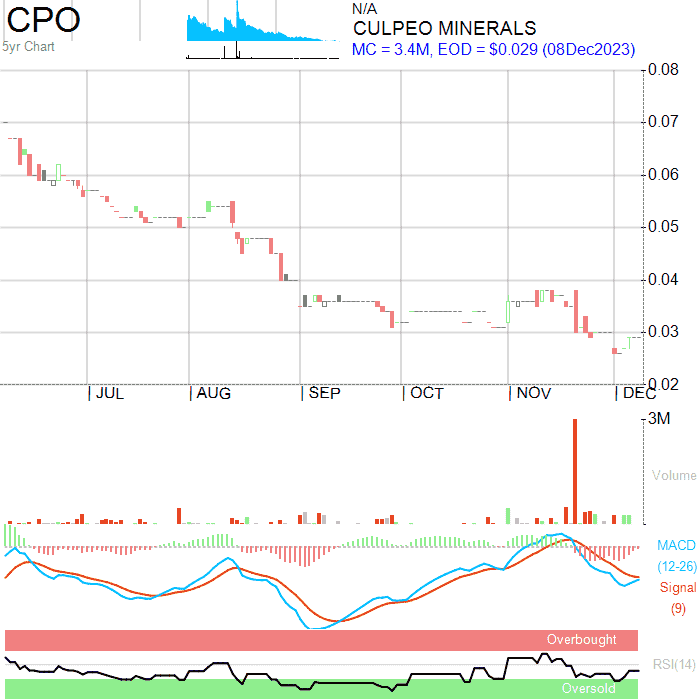 CPO
5yr Chart
N/A
CULPEO MINERALS
MC = 3.4M, EOD = $0.029 (08Dec2023)
0.08
0.07
0.06
0.05
0.04
0.03
0.02
JUL AUG SEP OCT NOV DEC
3M
Volume
MACD
(12-26)
Signal
(9)
Overbought
RSI(14)
Oversold